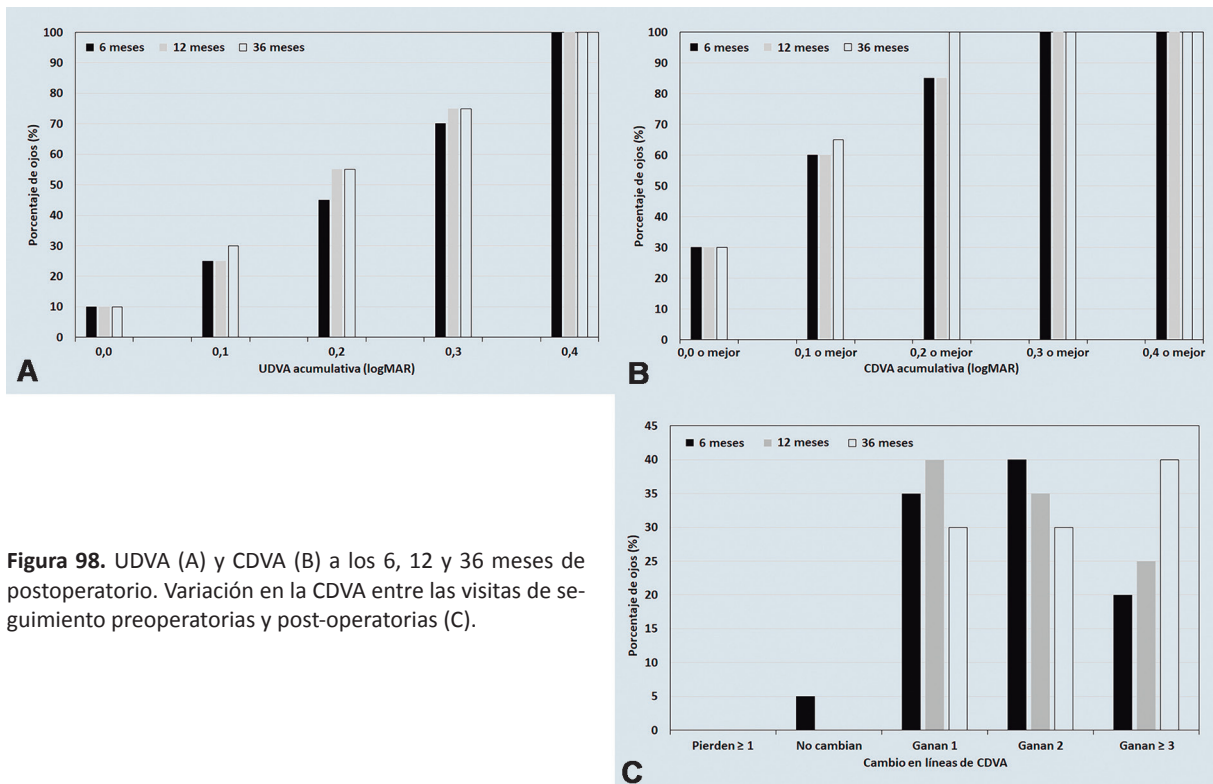 6 meses 12 meses 36 meses
Porcentaje de ojos (%)
100
90
80
70
60
50
40
30
20
10
0
0,0 0,1 0,2 0,3 0,4
UDVA acumulativa (logMAR)
A
6 meses 12 meses 36 meses
Porcentaje de ojos (%)
100
90
80
70
60
50
40
30
20
10
0
0,0 o mejor 0,1 o mejor 0,2 o mejor 0,3 o mejor 0,4 o mejor
CDVA acumulativa (logMAR)
B
Figura 98. UDVA (A) y CDVA (B) a los 6, 12 y 36 meses de
postoperatorio. Variación en la CDVA entre las visitas de se-
guimiento preoperatorias y post-operatorias (C).
6 meses 12 meses 36 meses
Porcentaje de ojos (%)
45
40
35
30
25
20
15
10
5
0
Pierden ≥ 1 No cambian Ganan 1 Ganan 2 Ganan ≥ 3
Cambio en líneas de CDVA
C